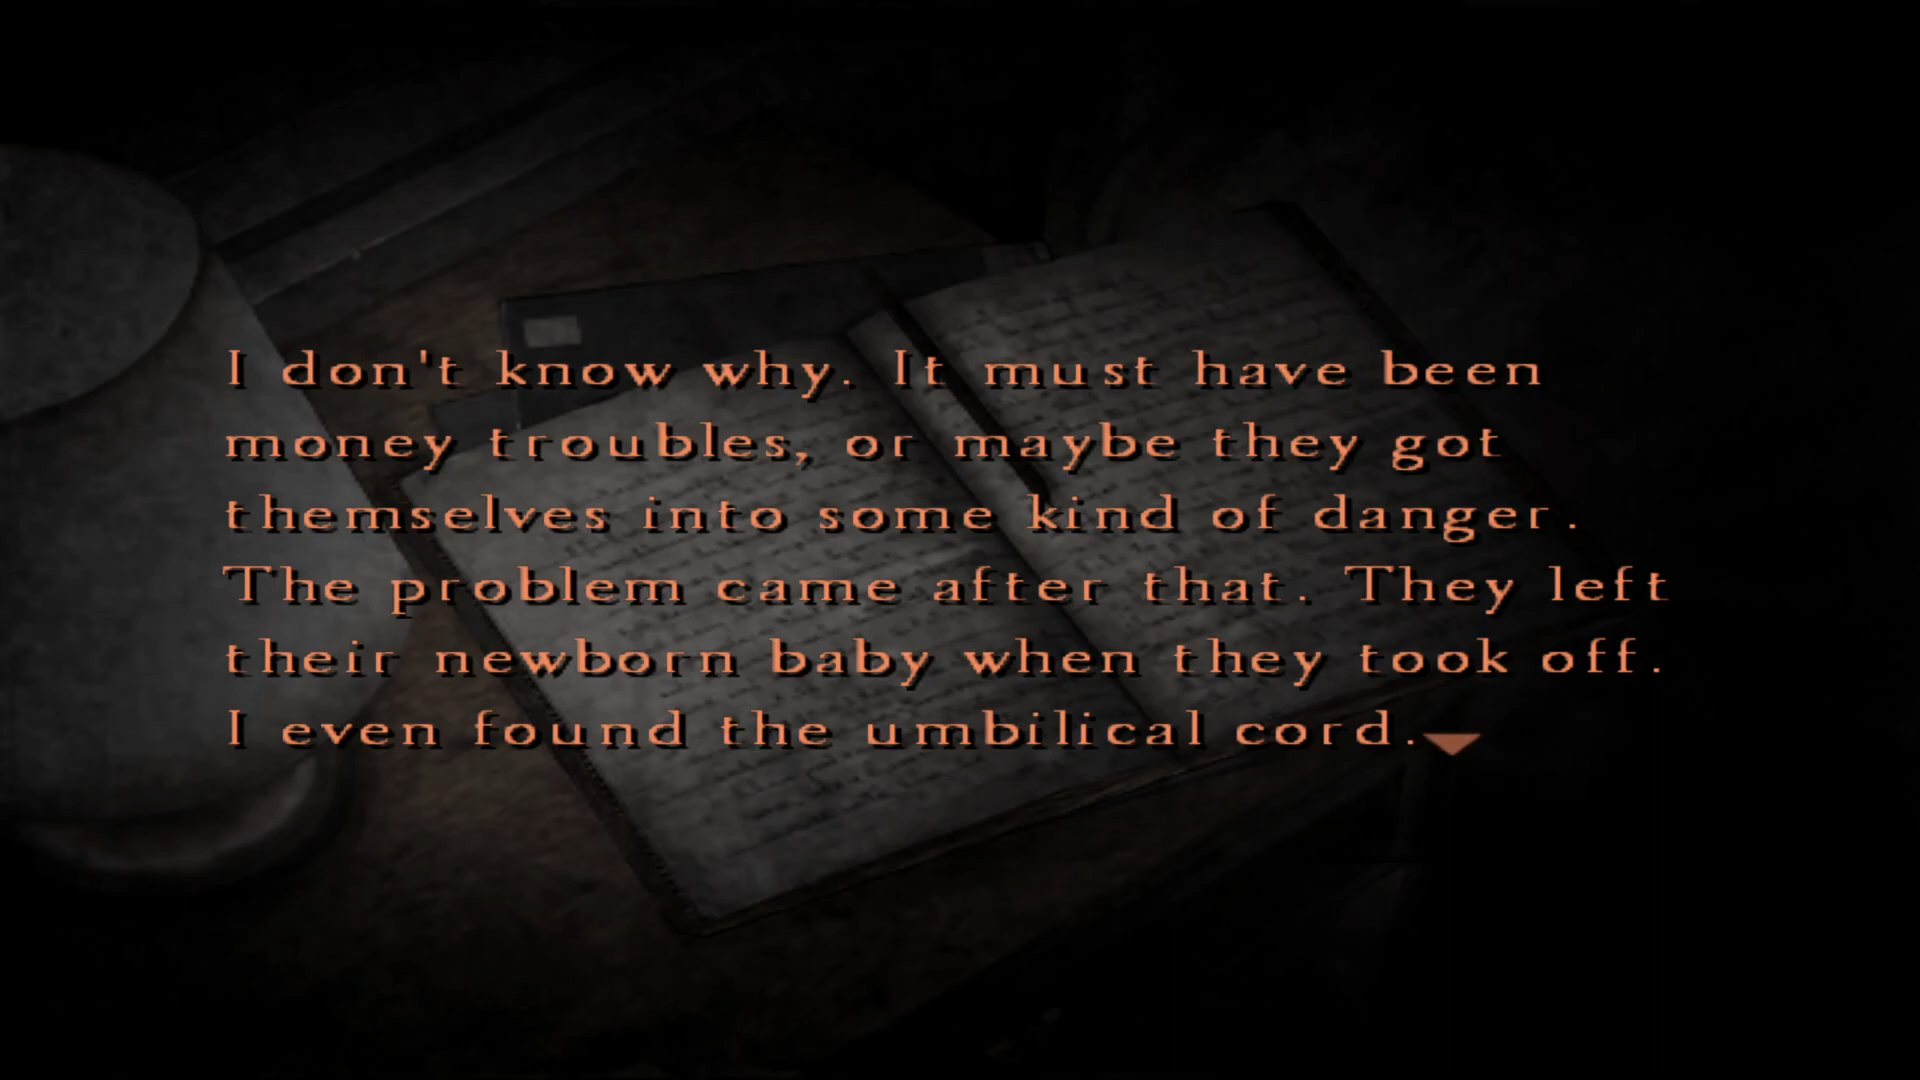 I don't know why. It must have been
money troubles, or maybe they got
themselves into some kind of danger.
The problem came after that. They left
their newborn baby when they took off.
I even found the umbilical cord.